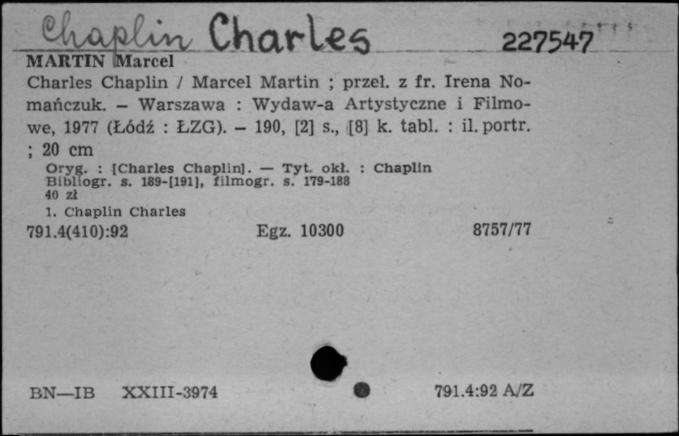 Chaplin Charles 227547
MARTIN Marcel
Charles Chaplin / Marcel Martin ; przeł. z fr. Irena No-
mańczuk. — Warszawa : Wydaw-a Artystyczne i Filmo-
we, 1977 (Łódź : ŁZG). — 190, [2] s., [8] k. tabl. : il. portr.
; 20 cm
Oryg. : [Charles Chaplin]. — Tyt. okł. : Chaplin
Bibliogr. s. 189-[191], filmogr. s. 179-188
40 zł
1. Chaplin Charles
791.4(410):92 Egz. 10300 8757/77
BN—IB XXIII-3974 791.4:92 A/Z